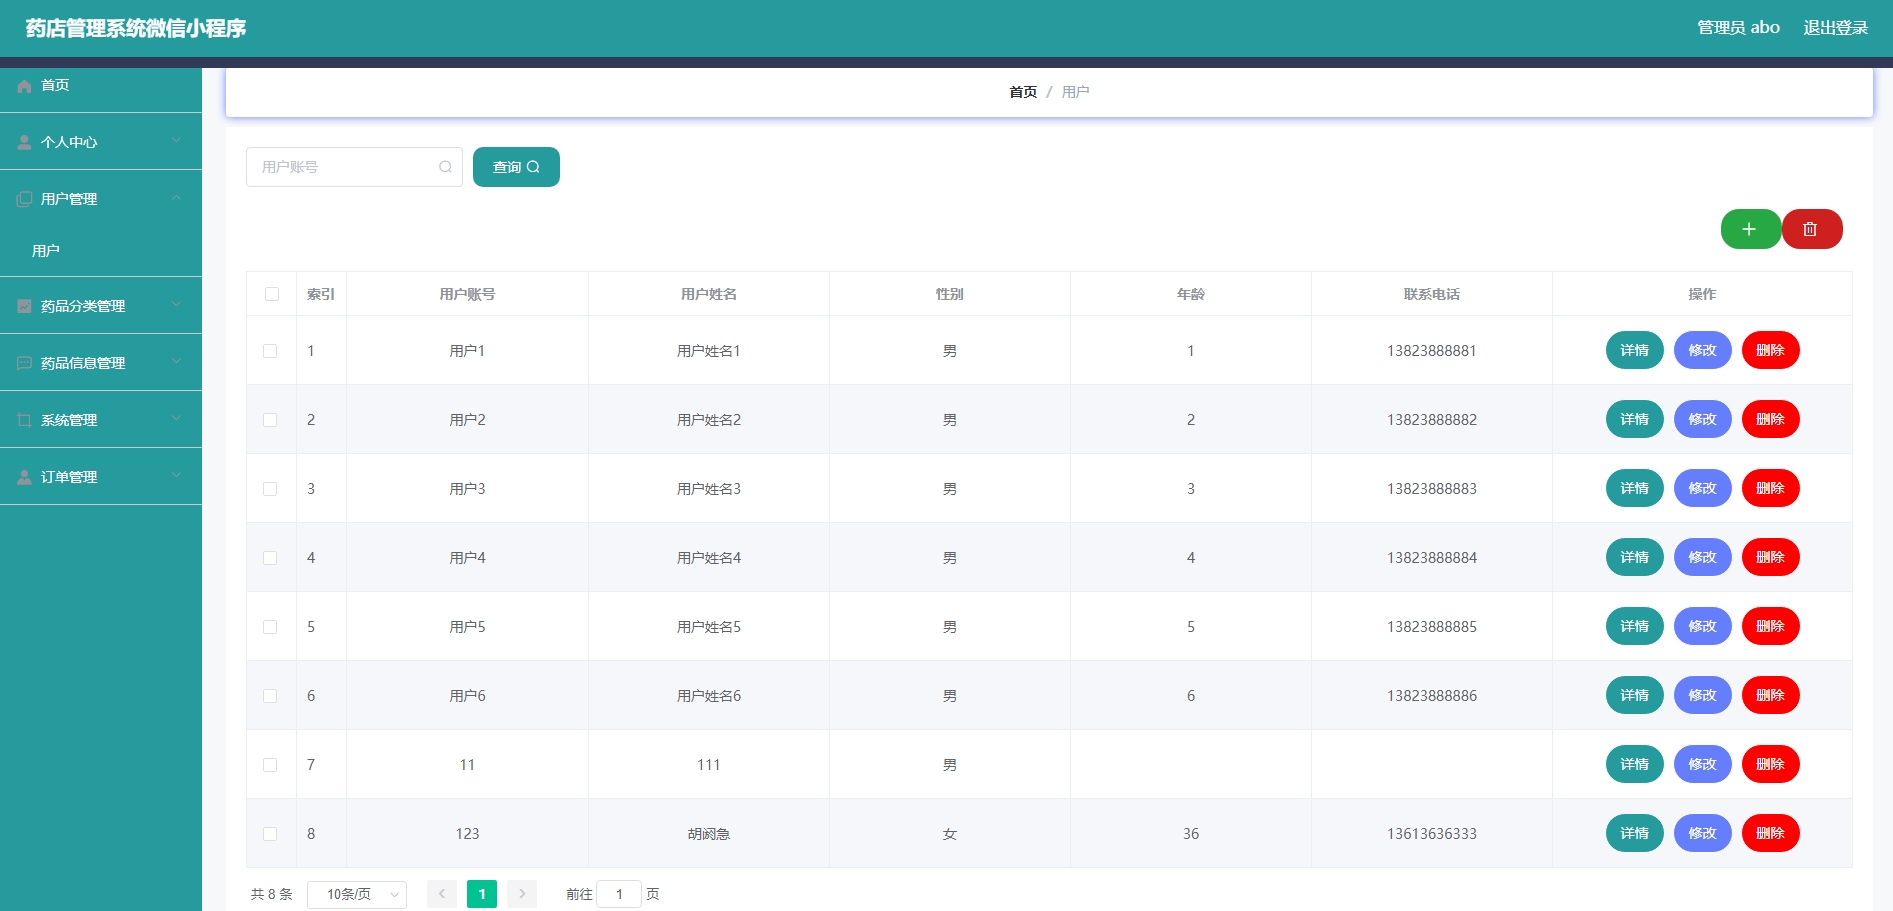 药店管理系统微信小程序
管理员 abo 退出登录
首页
个人中心
用户管理
用户
药品分类管理
药品信息管理
系统管理
订单管理
首页 / 用户
用户账号 查询
索引 用户账号 用户姓名 性别 年龄 联系电话 操作
1 用户1 用户姓名1 男 1 13823888881 详情 修改 删除
2 用户2 用户姓名2 男 2 13823888882 详情 修改 删除
3 用户3 用户姓名3 男 3 13823888883 详情 修改 删除
4 用户4 用户姓名4 男 4 13823888884 详情 修改 删除
5 用户5 用户姓名5 男 5 13823888885 详情 修改 删除
6 用户6 用户姓名6 男 6 13823888886 详情 修改 删除
7 11 111 男 详情 修改 删除
8 123 胡阏急 女 36 13613636333 详情 修改 删除
共 8 条 10条/页 1 前往 1 页